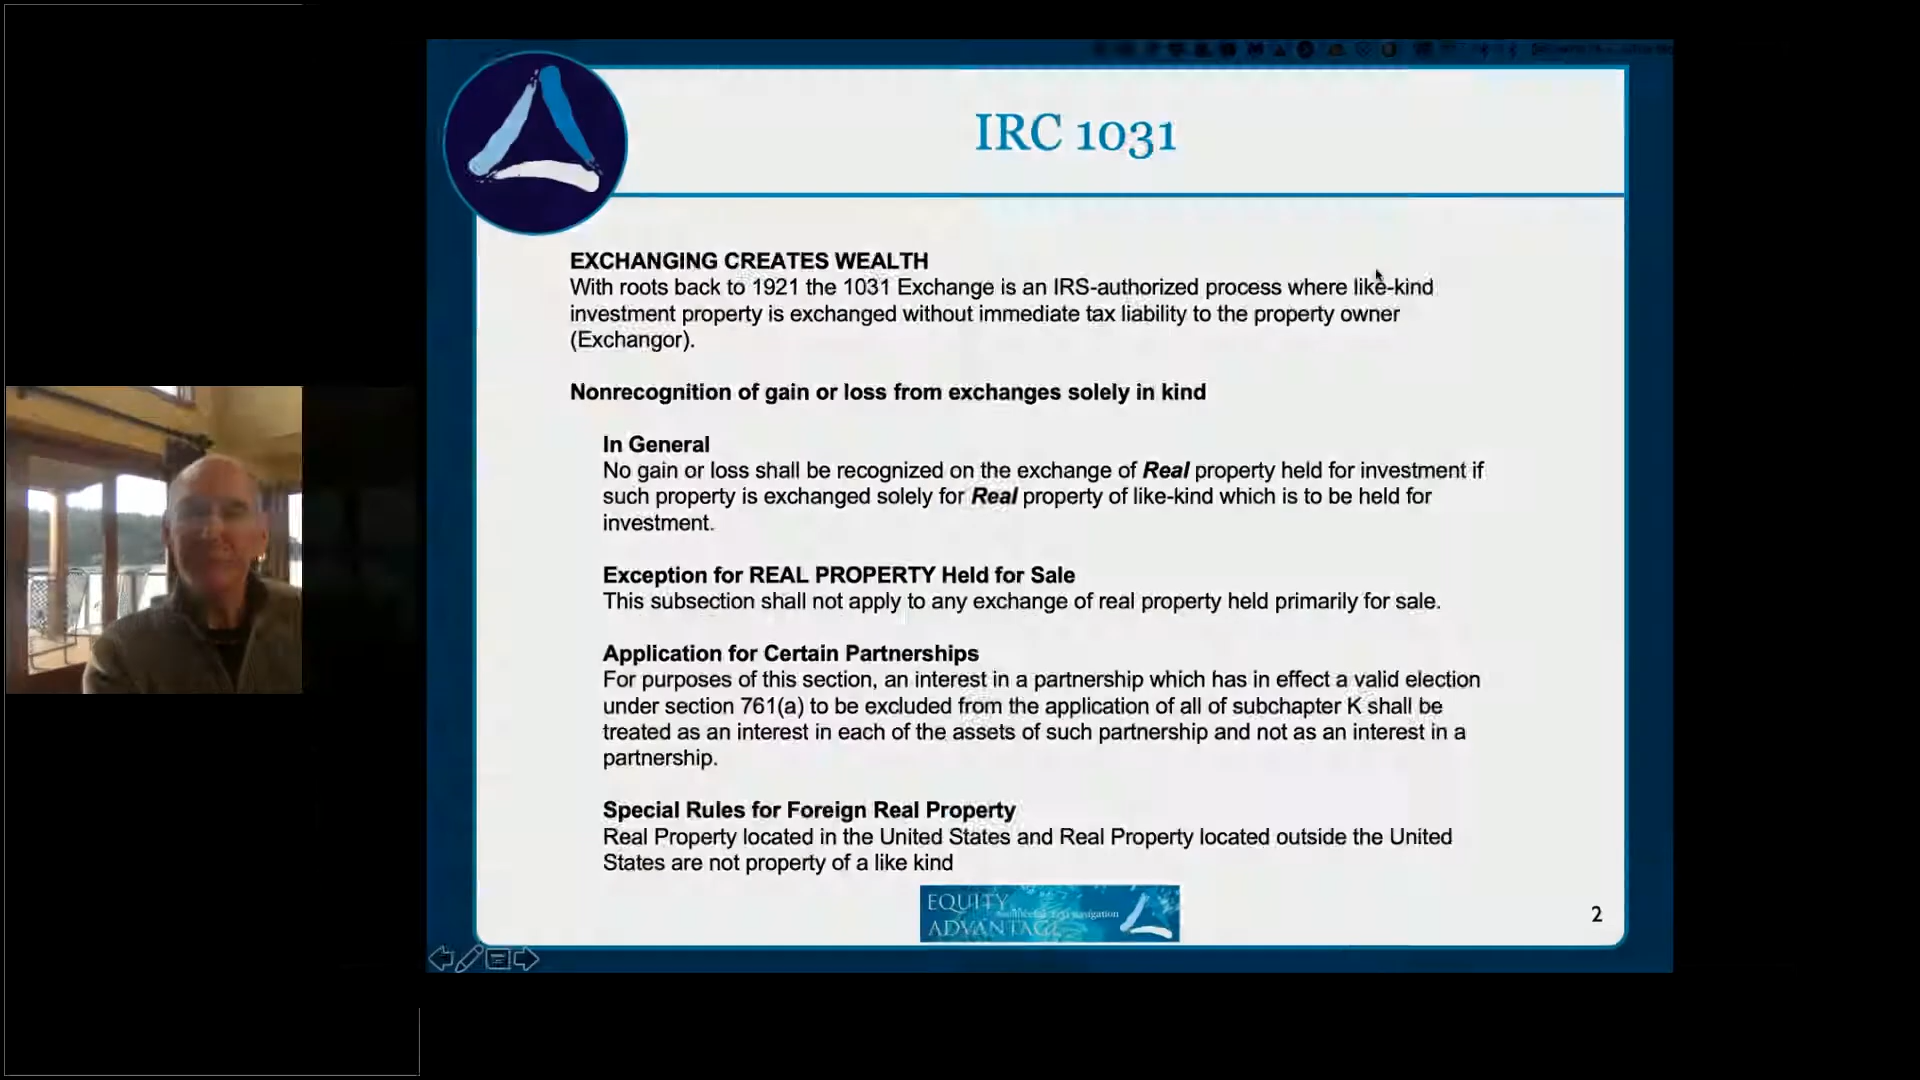 IRC 1031
EXCHANGING CREATES WEALTH
With roots back to 1921 the 1031 Exchange is an IRS-authorized process where like-kind
investment property is exchanged without immediate tax liability to the property owner
(Exchangor).
Nonrecognition of gain or loss from exchanges solely in kind
In General
No gain or loss shall be recognized on the exchange of Real property held for investment if
such property is exchanged solely for Real property of like-kind which is to be held for
investment.
Exception for REAL PROPERTY Held for Sale
This subsection shall not apply to any exchange of real property held primarily for sale.
Application for Certain Partnerships
For purposes of this section, an interest in a partnership which has in effect a valid election
under section 761(a) to be excluded from the application of all of subchapter K shall be
treated as an interest in each of the assets of such partnership and not as an interest in a
partnership.
Special Rules for Foreign Real Property
Real Property located in the United States and Real Property located outside the United
States are not property of a like kind
EQUITY
navigation
ADVANTAGE
2